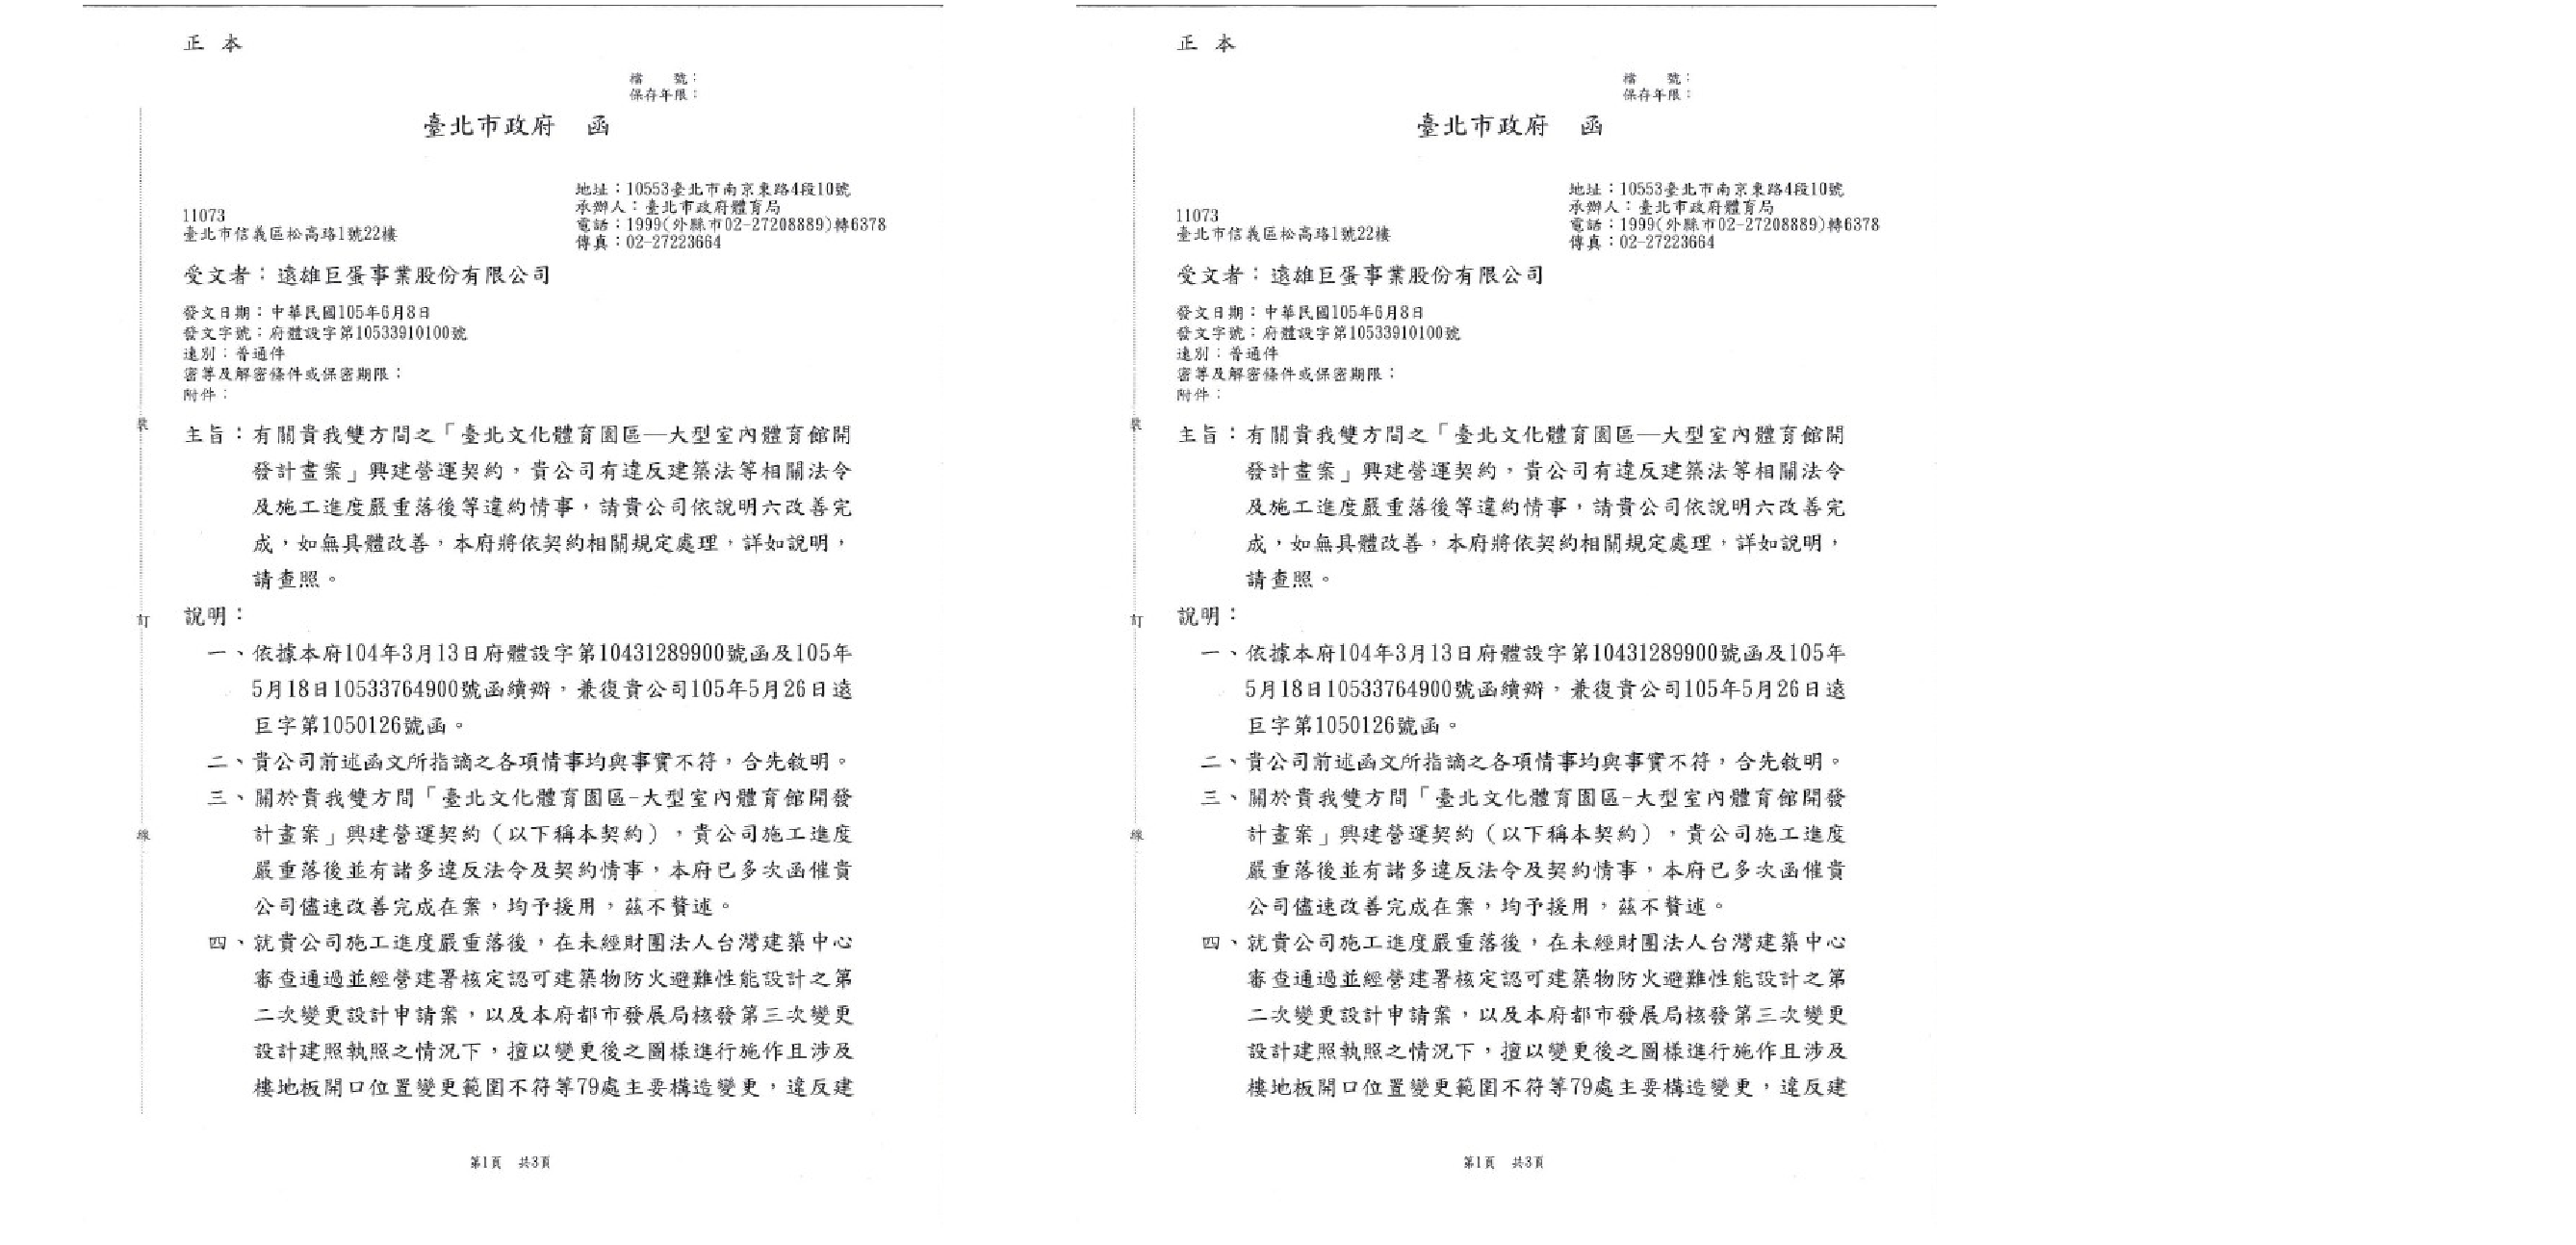 正 本
檔 號：
保存年限：
臺北市政府 函
地址：10553臺北市南京東路4段10號
承辦人：臺北市政府體育局
電話：1999(外縣市02-27208889)轉6378
傳真：02-27223664
11073
臺北市信義區松高路1號22樓
受文者：遠雄巨蛋事業股份有限公司
發文日期：中華民國105年6月8日
發文字號：府體設字第10533910100號
速別：普通件
密等及解密條件或保密期限：
附件：
主旨：有關貴我雙方間之「臺北文化體育園區—大型室內體育館開
發計畫案」興建營運契約，貴公司有違反建築法等相關法令
及施工進度嚴重落後等違約情事，請貴公司依說明六改善完
成，如無具體改善，本府將依契約相關規定處理，詳如說明，
請查照。
說明：
一、依據本府104年3月13日府體設字第10431289900號函及105年
5月18日10533764900號函續辦，兼復貴公司105年5月26日遠
巨字第1050126號函。
二、貴公司前述函文所指謫之各項情事均與事實不符，合先敘明。
三、關於貴我雙方間「臺北文化體育園區-大型室內體育館開發
計畫案」興建營運契約（以下稱本契約），貴公司施工進度
嚴重落後並有諸多違反法令及契約情事，本府已多次函催貴
公司儘速改善完成在案，均予援用，茲不贅述。
四、就貴公司施工進度嚴重落後，在未經財團法人台灣建築中心
審查通過並經營建署核定認可建築物防火避難性能設計之第
二次變更設計申請案，以及本府都市發展局核發第三次變更
設計建照執照之情況下，擅以變更後之圖樣進行施作且涉及
樓地板開口位置變更範圍不符等79處主要構造變更，違反建
裝
訂
線
第1頁 共3頁
正 本
檔 號：
保存年限：
臺北市政府 函
地址：10553臺北市南京東路4段10號
承辦人：臺北市政府體育局
電話：1999(外縣市02-27208889)轉6378
傳真：02-27223664
11073
臺北市信義區松高路1號22樓
受文者：遠雄巨蛋事業股份有限公司
發文日期：中華民國105年6月8日
發文字號：府體設字第10533910100號
速別：普通件
密等及解密條件或保密期限：
附件：
主旨：有關貴我雙方間之「臺北文化體育園區—大型室內體育館開
發計畫案」興建營運契約，貴公司有違反建築法等相關法令
及施工進度嚴重落後等違約情事，請貴公司依說明六改善完
成，如無具體改善，本府將依契約相關規定處理，詳如說明，
請查照。
說明：
一、依據本府104年3月13日府體設字第10431289900號函及105年
5月18日10533764900號函續辦，兼復貴公司105年5月26日遠
巨字第1050126號函。
二、貴公司前述函文所指謫之各項情事均與事實不符，合先敘明。
三、關於貴我雙方間「臺北文化體育園區-大型室內體育館開發
計畫案」興建營運契約（以下稱本契約），貴公司施工進度
嚴重落後並有諸多違反法令及契約情事，本府已多次函催貴
公司儘速改善完成在案，均予援用，茲不贅述。
四、就貴公司施工進度嚴重落後，在未經財團法人台灣建築中心
審查通過並經營建署核定認可建築物防火避難性能設計之第
二次變更設計申請案，以及本府都市發展局核發第三次變更
設計建照執照之情況下，擅以變更後之圖樣進行施作且涉及
樓地板開口位置變更範圍不符等79處主要構造變更，違反建
裝
訂
線
第1頁 共3頁